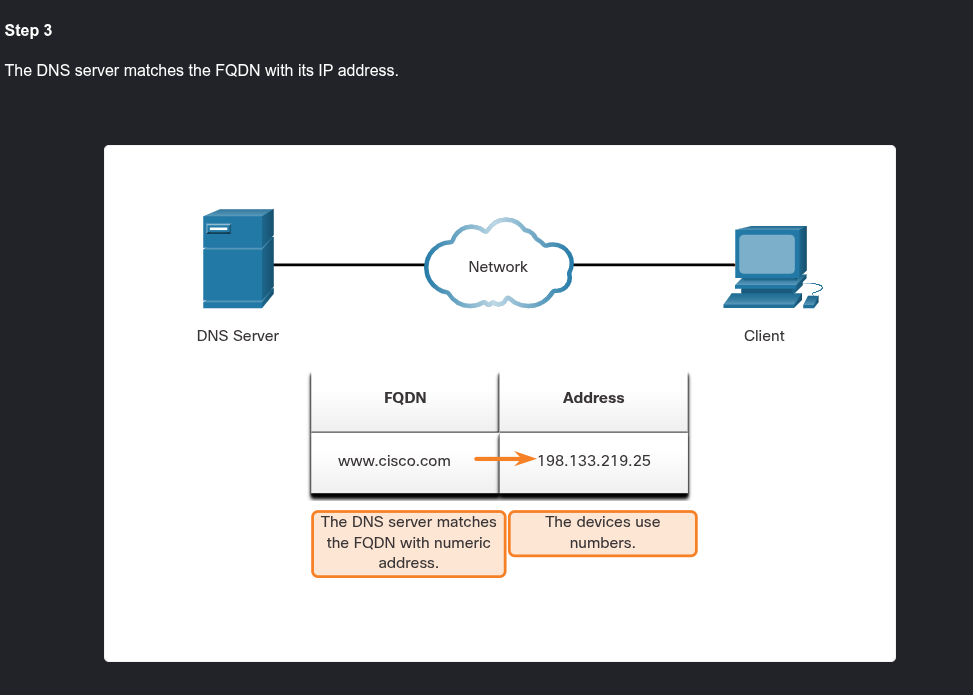 Step 3
The DNS server matches the FQDN with its IP address.
Network
DNS Server
Client
FQDN
Address
www.cisco.com
198.133.219.25
The DNS server matches
the FQDN with numeric
address.
The devices use
numbers.